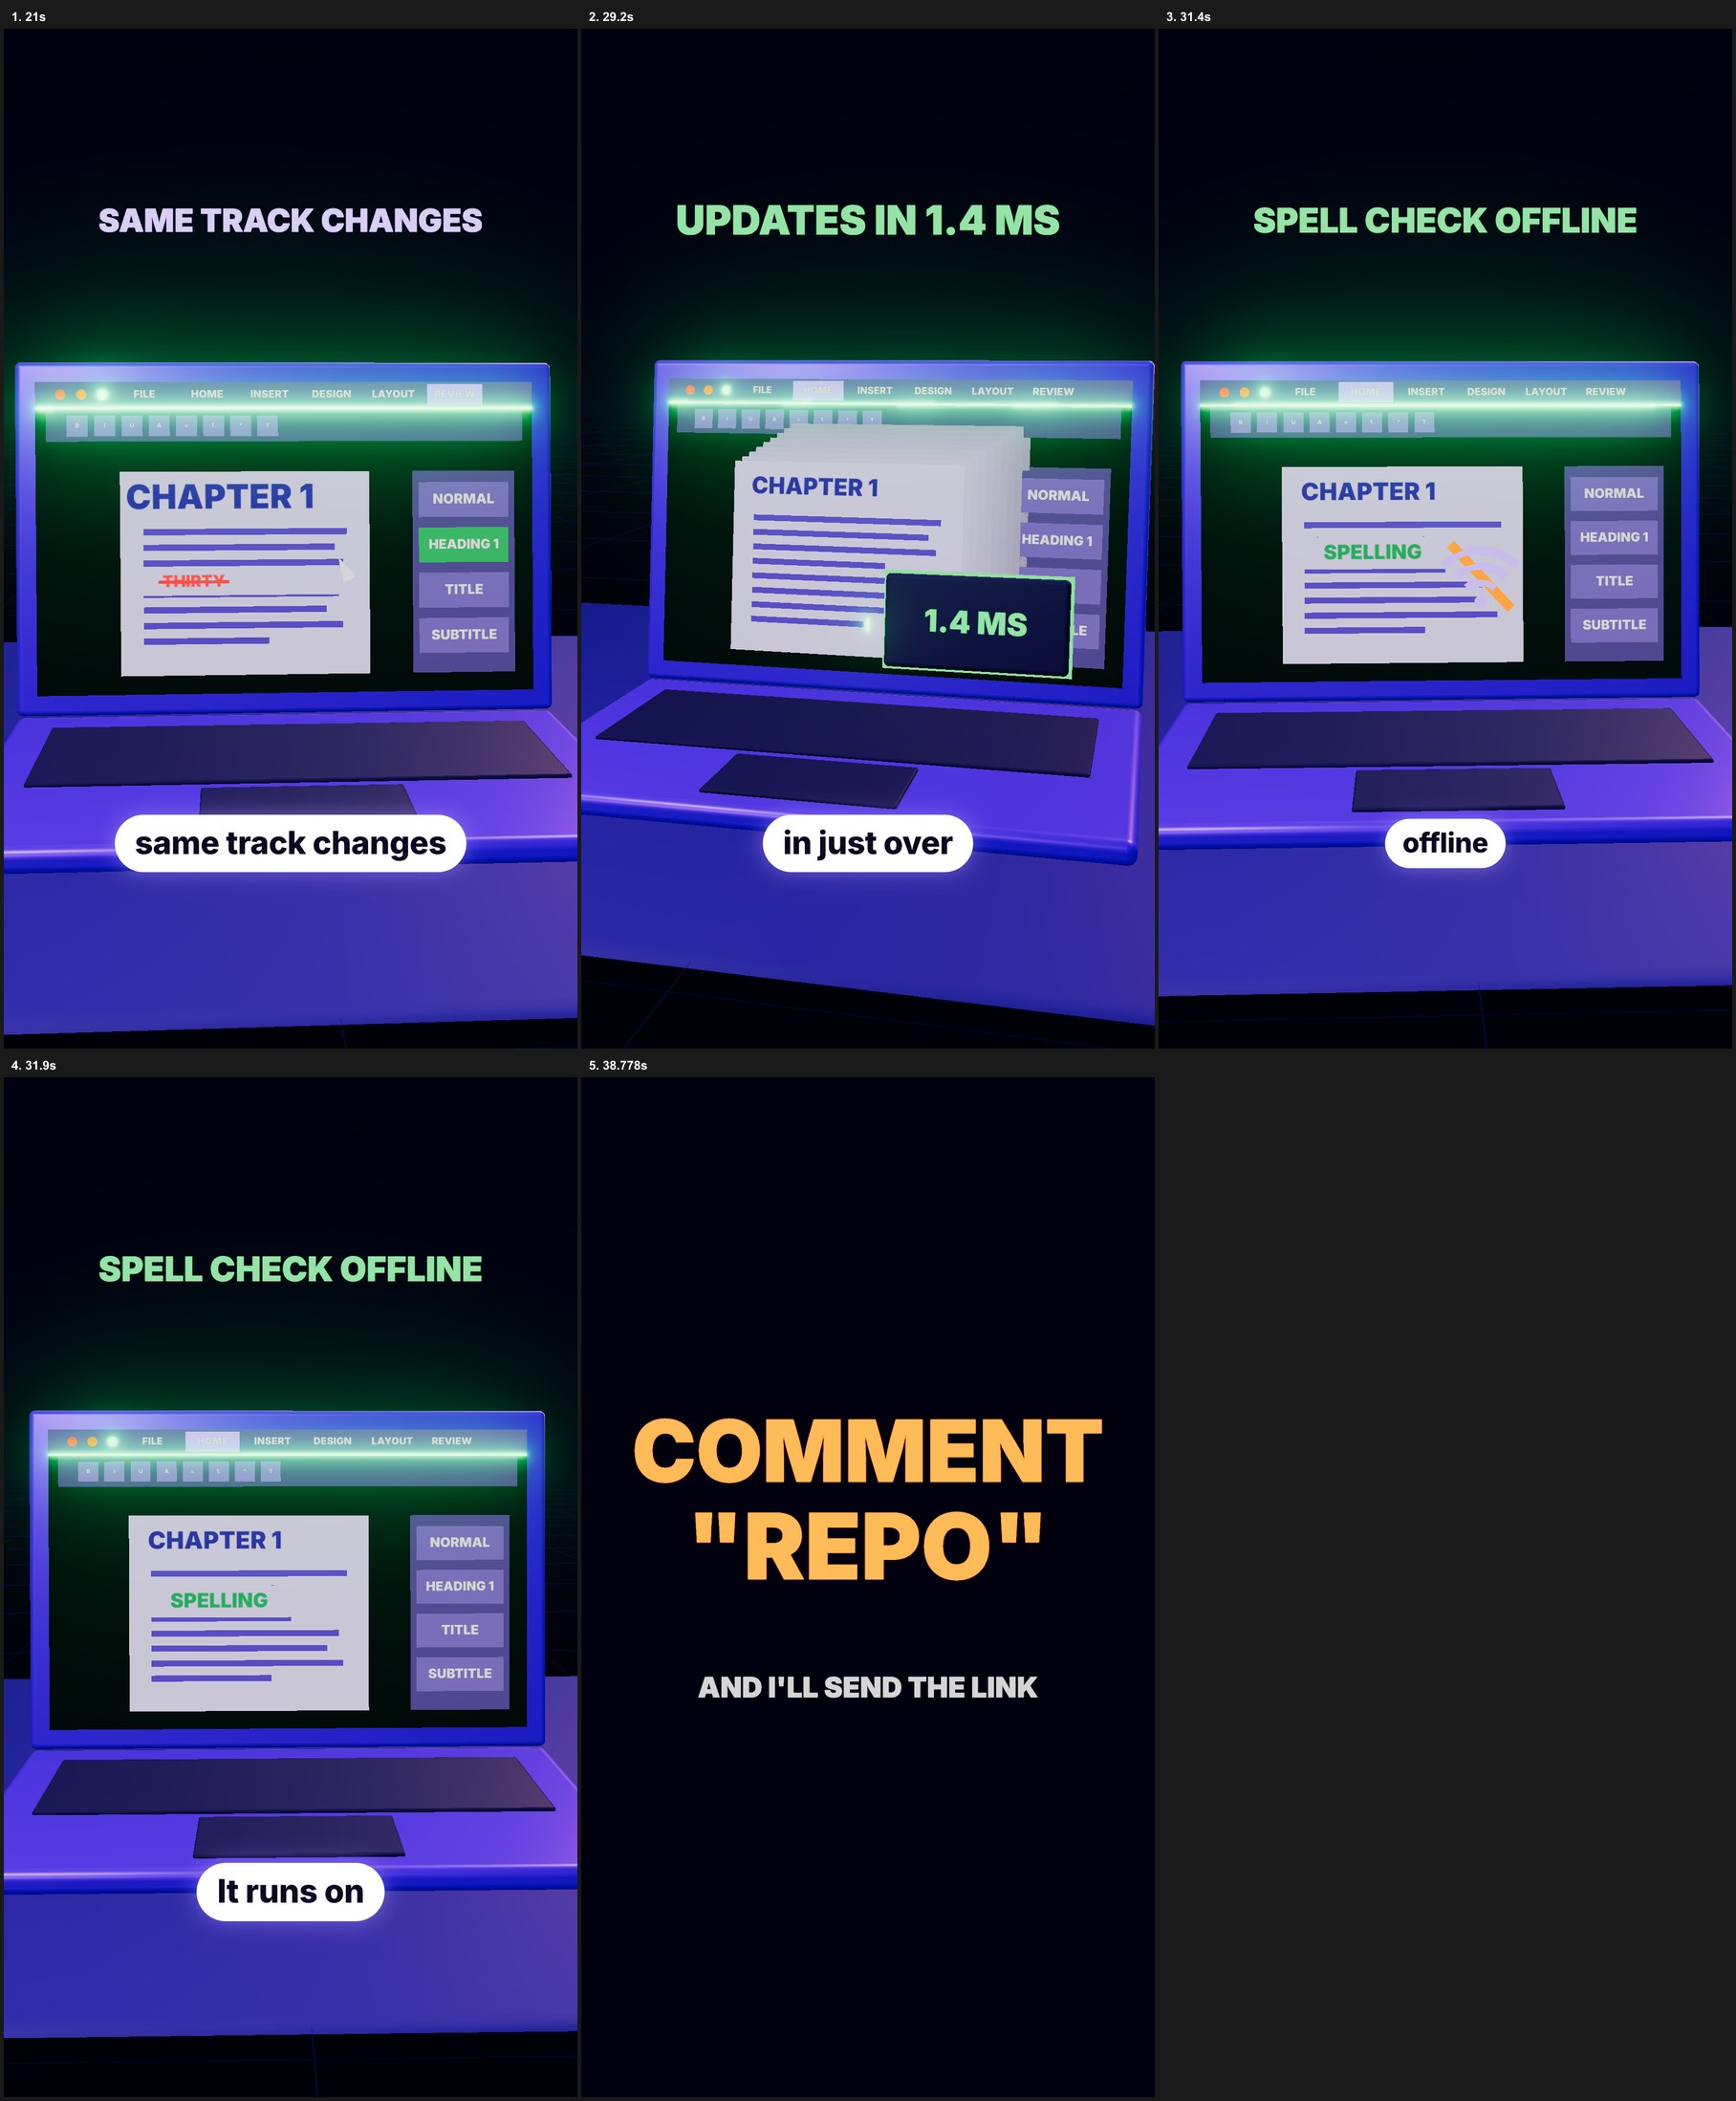 1. 21s
SAME TRACK CHANGES
FILE HOME INSERT DESIGN LAYOUT REVIEW
B I U A
CHAPTER 1
THIRTY
NORMAL
HEADING 1
TITLE
SUBTITLE
same track changes
2. 29.2s
UPDATES IN 1.4 MS
FILE HOME INSERT DESIGN LAYOUT REVIEW
B I U A
CHAPTER 1
NORMAL
HEADING 1
LE
1.4 MS
in just over
3. 31.4s
SPELL CHECK OFFLINE
FILE HOME INSERT DESIGN LAYOUT REVIEW
B I U A
CHAPTER 1
SPELLING
NORMAL
HEADING 1
TITLE
SUBTITLE
offline
4. 31.9s
SPELL CHECK OFFLINE
FILE HOME INSERT DESIGN LAYOUT REVIEW
B I U A
CHAPTER 1
SPELLING
NORMAL
HEADING 1
TITLE
SUBTITLE
It runs on
5. 38.778s
COMMENT
"REPO"
AND I'LL SEND THE LINK